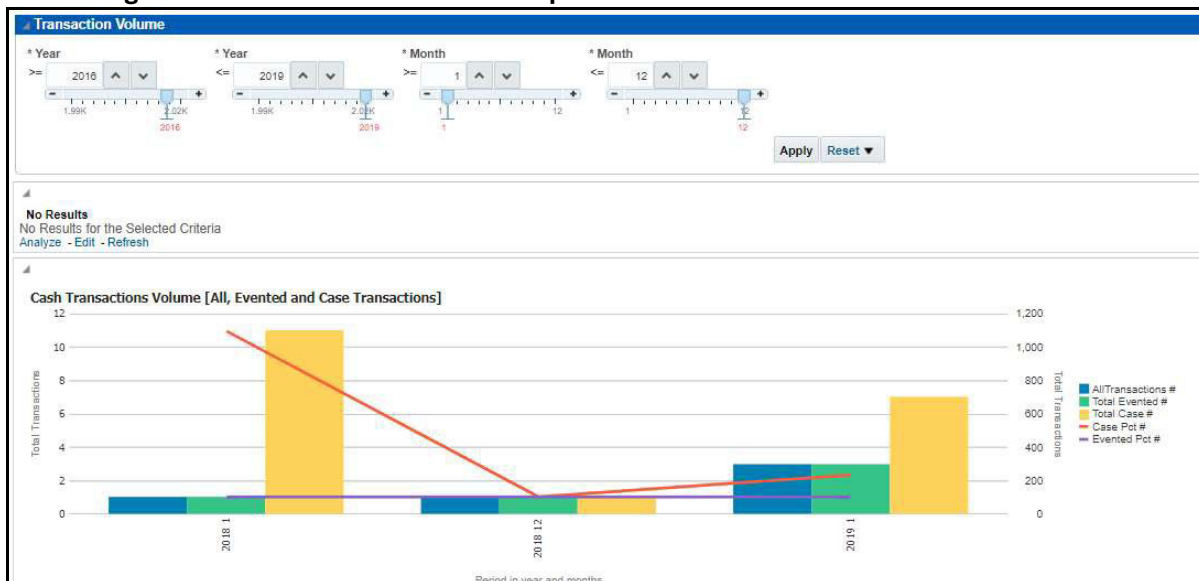 Transaction Volume
* Year * Year * Month * Month
>= 2016 <= 2019 >= 1 <= 12
- + - + - + - +
1.99K 2.02K 1.99K 2.02K 1 12 1 12
2016 2019 1 12
Apply Reset ▼
No Results
No Results for the Selected Criteria
Analyze - Edit - Refresh
Cash Transactions Volume [All, Evented and Case Transactions]
12 1,200
10 1,000
8 800
6 600
4 400
2 200
0 0
Total Transactions
Total Transactions
AllTransactions #
Total Evented #
Total Case #
Case Pct #
Evented Pct #
2018 1
2018 12
2019 1
Period in year and months